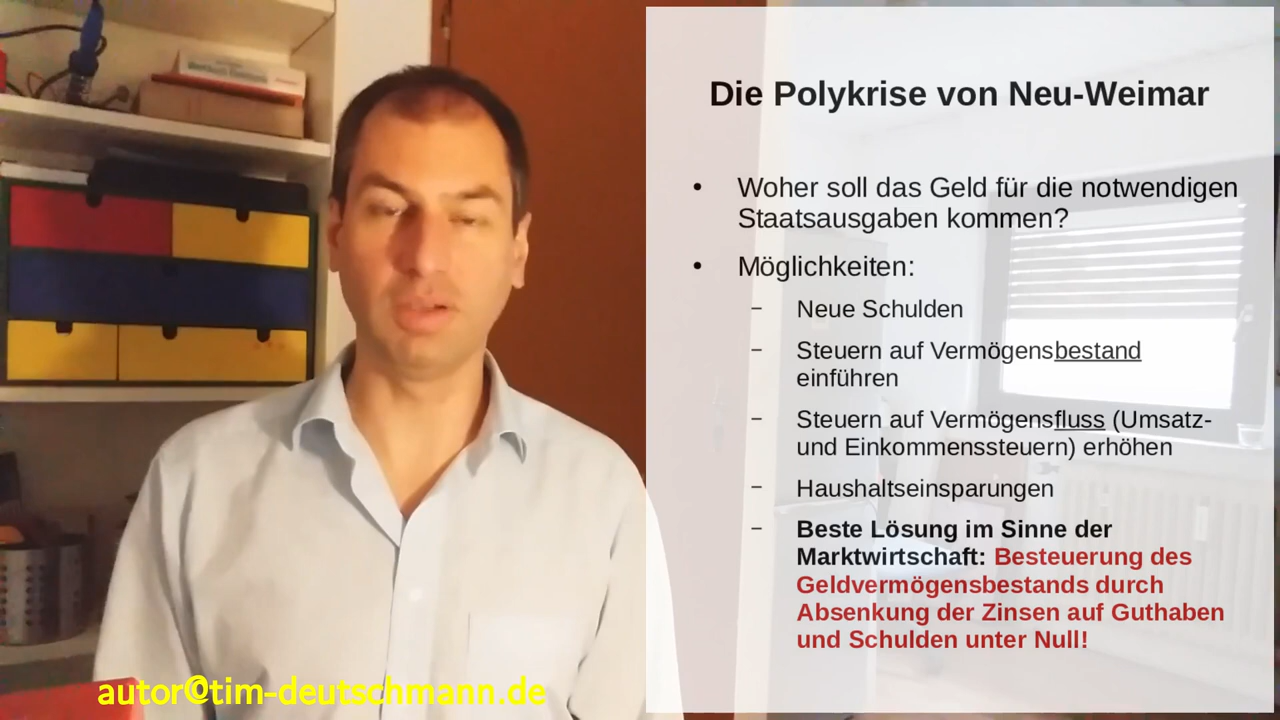 Die Polykrise von Neu-Weimar
• Woher soll das Geld für die notwendigen
Staatsausgaben kommen?
• Möglichkeiten:
– Neue Schulden
– Steuern auf Vermögensbestand
einführen
– Steuern auf Vermögensfluss (Umsatz-
und Einkommenssteuern) erhöhen
– Haushaltseinsparungen
– Beste Lösung im Sinne der
Marktwirtschaft: Besteuerung des
Geldvermögensbestands durch
Absenkung der Zinsen auf Guthaben
und Schulden unter Null!
autor@tim-deutschmann.de